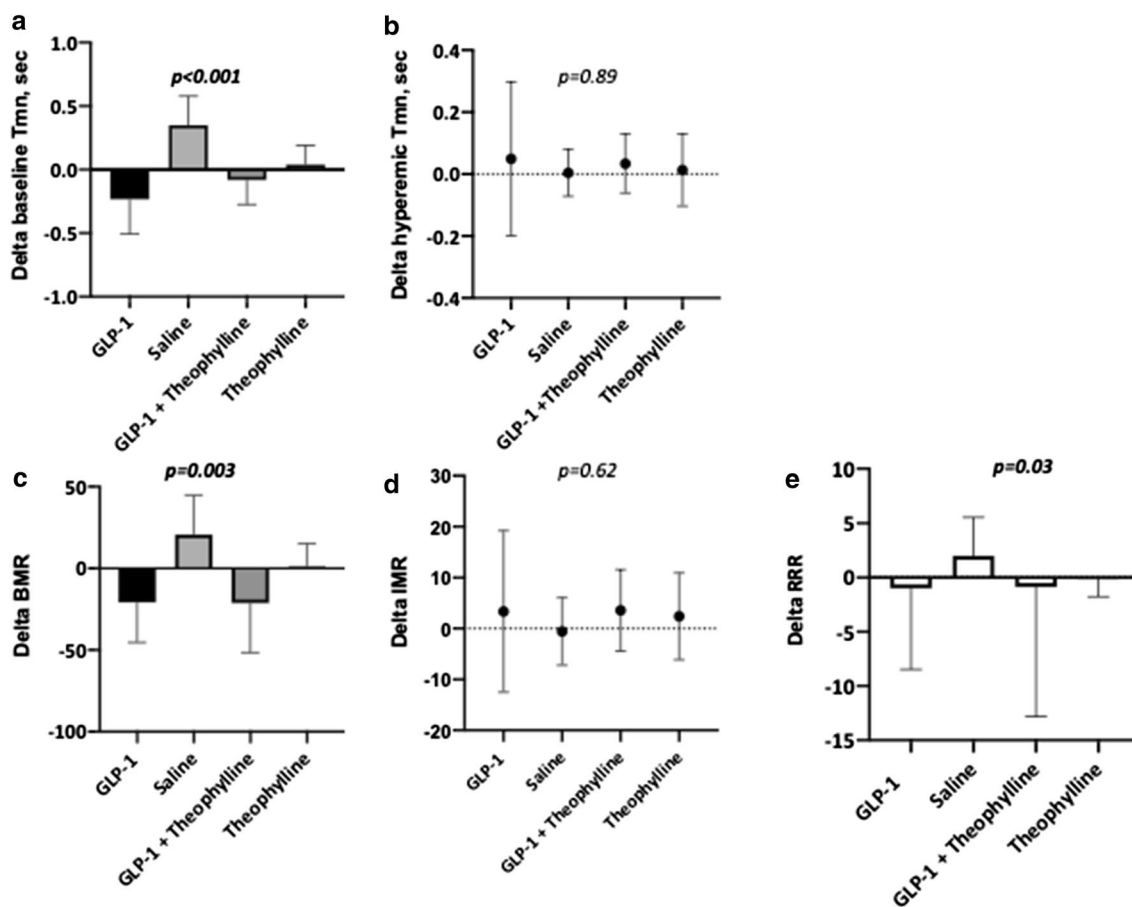 a
Delta baseline Tmn, sec
1.0
0.5
0.0
-0.5
-1.0
p<0.001
GLP-1
Saline
GLP-1 + Theophylline
Theophylline
b
Delta hyperemic Tmn, sec
0.4
0.2
0.0
-0.2
-0.4
p=0.89
GLP-1
Saline
GLP-1 +Theophylline
Theophylline
c
Delta BMR
50
0
-50
-100
p=0.003
GLP-1
Saline
GLP-1 + Theophylline
Theophylline
d
Delta IMR
30
20
10
0
-10
-20
p=0.62
GLP-1
Saline
GLP-1 + Theophylline
Theophylline
e
Delta RRR
10
5
0
-5
-10
-15
p=0.03
GLP-1
Saline
GLP-1 + Theophylline
Theophylline